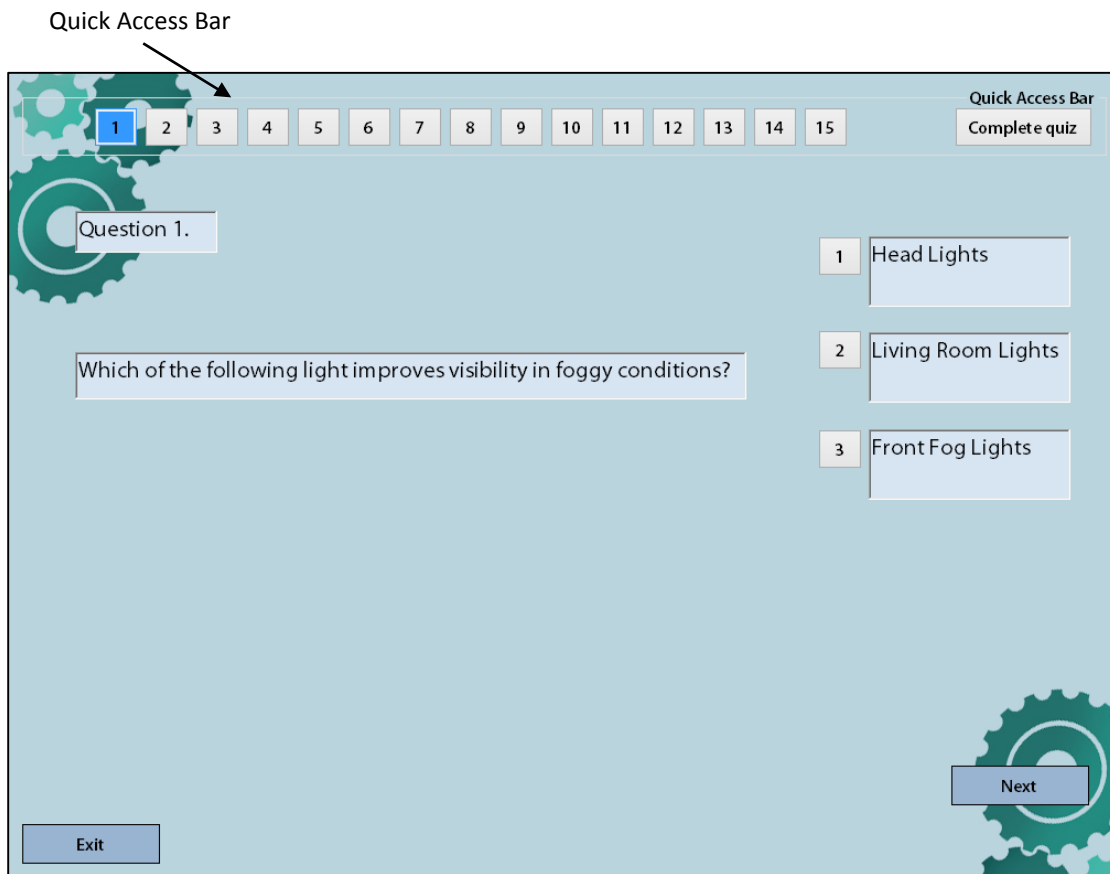 Quick Access Bar
Quick Access Bar
1 2 3 4 5 6 7 8 9 10 11 12 13 14 15 Complete quiz
Question 1.
1 Head Lights
2 Living Room Lights
Which of the following light improves visibility in foggy conditions?
3 Front Fog Lights
Next
Exit